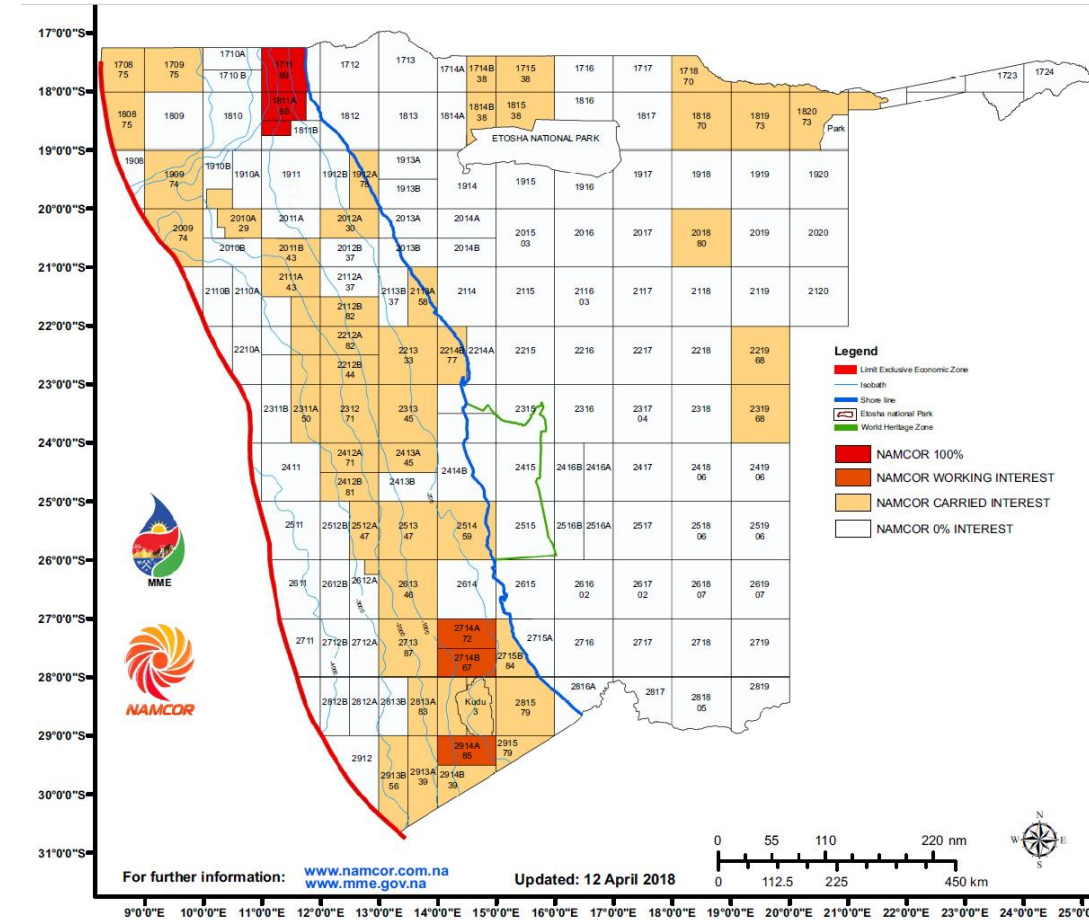 17°0'0"S
18°0'0"S
19°0'0"S
20°0'0"S
21°0'0"S
22°0'0"S
23°0'0"S
24°0'0"S
25°0'0"S
26°0'0"S
27°0'0"S
28°0'0"S
29°0'0"S
30°0'0"S
31°0'0"S
1708
75
1709
75
1710A
1710 B
1711
89
1712
1713
1714A
1714B
38
1715
38
1716
1717
1718
70
1723
1724
1808
75
1809
1810
1811A
1811B
1812
1813
1814A
1814B
38
1815
38
1816
1817
1818
70
1819
73
1820
73
Park
ETOSHA NATIONAL PARK
1908
1909
74
1910B
1910A
1911
1912B
1912A
1913A
1913B
1914
1915
1916
1917
1918
1919
1920
2009
74
2010A
29
2010B
2011A
2011B
43
2012A
30
2012B
37
2013A
2013B
2014A
2014B
2015
03
2016
2017
2018
80
2019
2020
2110B
2110A
2111A
43
2112A
37
2112B
82
2113B
37
2113A
58
2114
2115
2116
03
2117
2118
2119
2120
2210A
2212A
82
2212B
44
2213
33
2214B
77
2214A
2215
2216
2217
2218
2219
68
2311B
2311A
50
2312
71
2313
45
2315
2316
2317
04
2318
2319
68
2411
2412A
71
2412B
81
2413A
45
2413B
2414B
2415
2416B
2416A
2417
2418
06
2419
06
2511
2512B
2512A
47
2513
47
2514
59
2515
2516B
2516A
2517
2518
06
2519
06
2611
2612B
2612A
2613
46
2614
2615
2616
02
2617
02
2618
07
2619
07
2711
2712B
2712A
2713
87
2714A
72
2714B
67
2715B
84
2715A
2716
2717
2718
2719
2812B
2812A
2813B
2813A
83
Kudu
3
2815
79
2816A
2817
2818
05
2819
2912
2913B
56
2913A
39
2914A
85
2914B
39
2915
79
Legend
Limit Exclusive Economic Zone
Isobath
Shore line
Etosha national Park
World Heritage Zone
NAMCOR 100%
NAMCOR WORKING INTEREST
NAMCOR CARRIED INTEREST
NAMCOR 0% INTEREST
MME
NAMCOR
For further information:
www.namcor.com.na
www.mme.gov.na
Updated: 12 April 2018
0 55 110 220 nm
0 112.5 225 450 km
N
W E
S
9°0'0"E 10°0'0"E 11°0'0"E 12°0'0"E 13°0'0"E 14°0'0"E 15°0'0"E 16°0'0"E 17°0'0"E 18°0'0"E 19°0'0"E 20°0'0"E 21°0'0"E 22°0'0"E 23°0'0"E 24°0'0"E